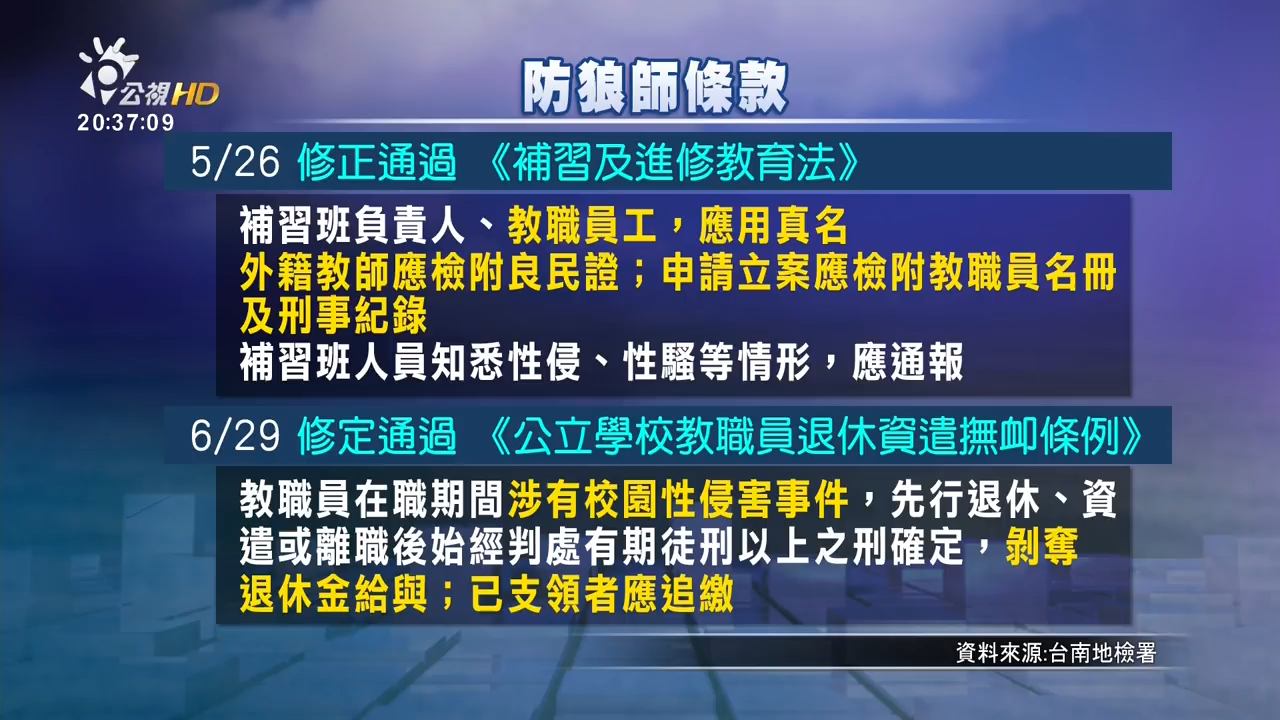 公視HD
20:37:09
防狼師條款
5/26 修正通過 《補習及進修教育法》
補習班負責人、教職員工,應用真名
外籍教師應檢附良民證;申請立案應檢附教職員名冊
及刑事紀錄
補習班人員知悉性侵、性騷等情形,應通報
6/29 修定通過 《公立學校教職員退休資遣撫卹條例》
教職員在職期間涉有校園性侵害事件,先行退休、資
遣或離職後始經判處有期徒刑以上之刑確定,剝奪
退休金給與;已支領者應追繳
資料來源:台南地檢署